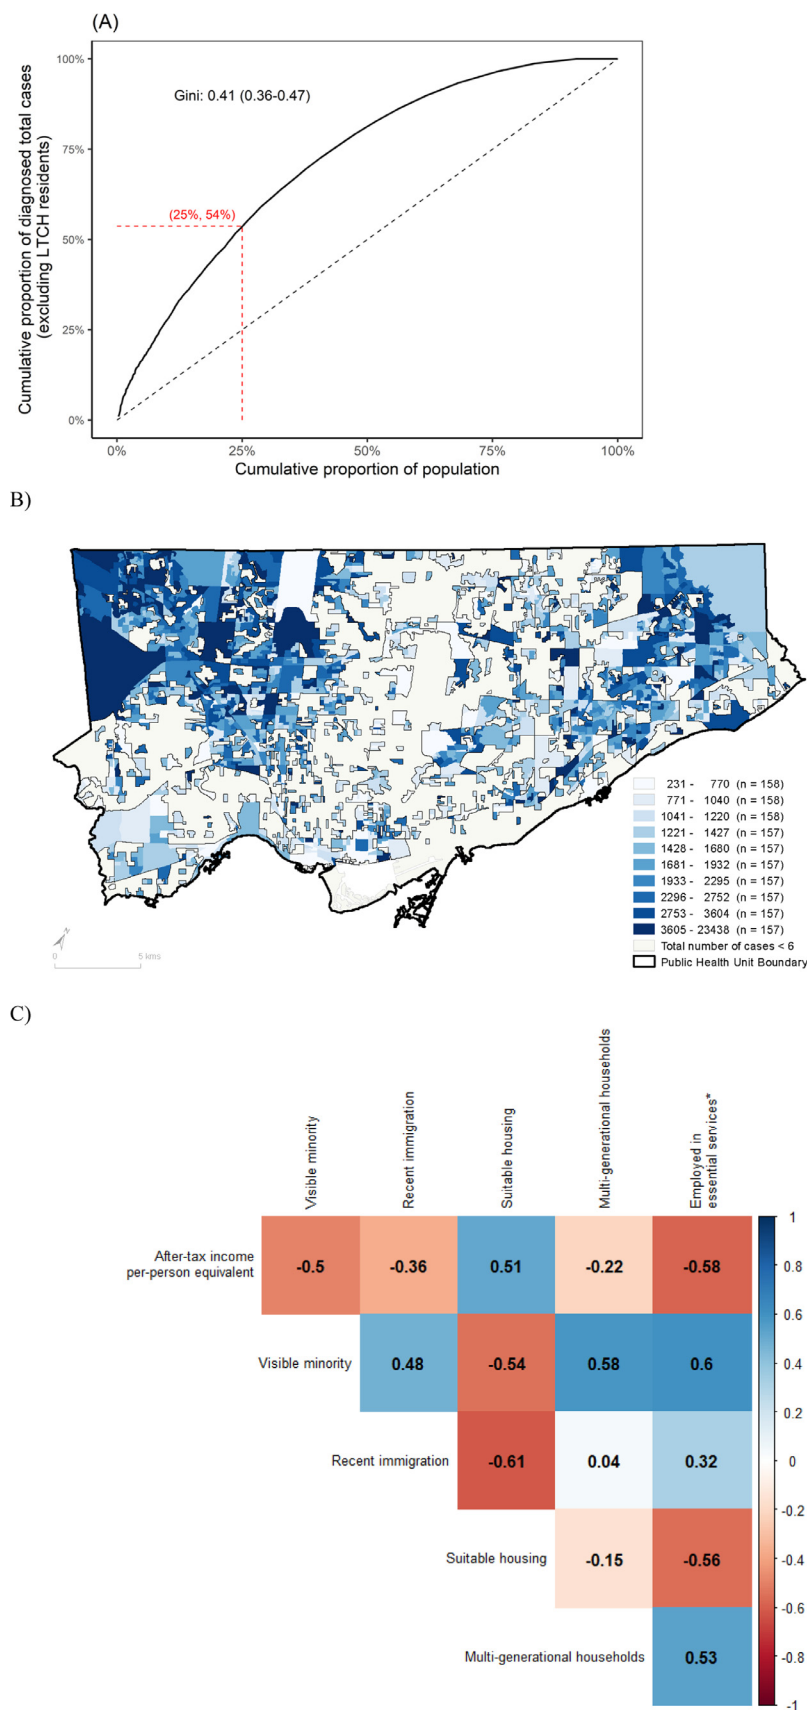 (A)
Cumulative proportion of diagnosed total cases
(excluding LTCH residents)
100%
75%
50%
25%
0%
Gini: 0.41 (0.36-0.47)
(25%, 54%)
0%
25%
50%
75%
100%
Cumulative proportion of population
B)
231 - 770 (n = 158)
771 - 1040 (n = 158)
1041 - 1220 (n = 158)
1221 - 1427 (n = 157)
1428 - 1680 (n = 157)
1681 - 1932 (n = 157)
1933 - 2295 (n = 157)
2296 - 2752 (n = 157)
2753 - 3604 (n = 157)
3605 - 23438 (n = 157)
Total number of cases < 6
Public Health Unit Boundary
N
0 5 kms
C)
Visible minority
Recent immigration
Suitable housing
Multi-generational households
Employed in
essential services*
After-tax income
per-person equivalent
-0.5 -0.36 0.51 -0.22 -0.58
Visible minority
0.48 -0.54 0.58 0.6
Recent immigration
-0.61 0.04 0.32
Suitable housing
-0.15 -0.56
Multi-generational households
0.53
1
0.8
0.6
0.4
0.2
0
-0.2
-0.4
-0.6
-0.8
-1